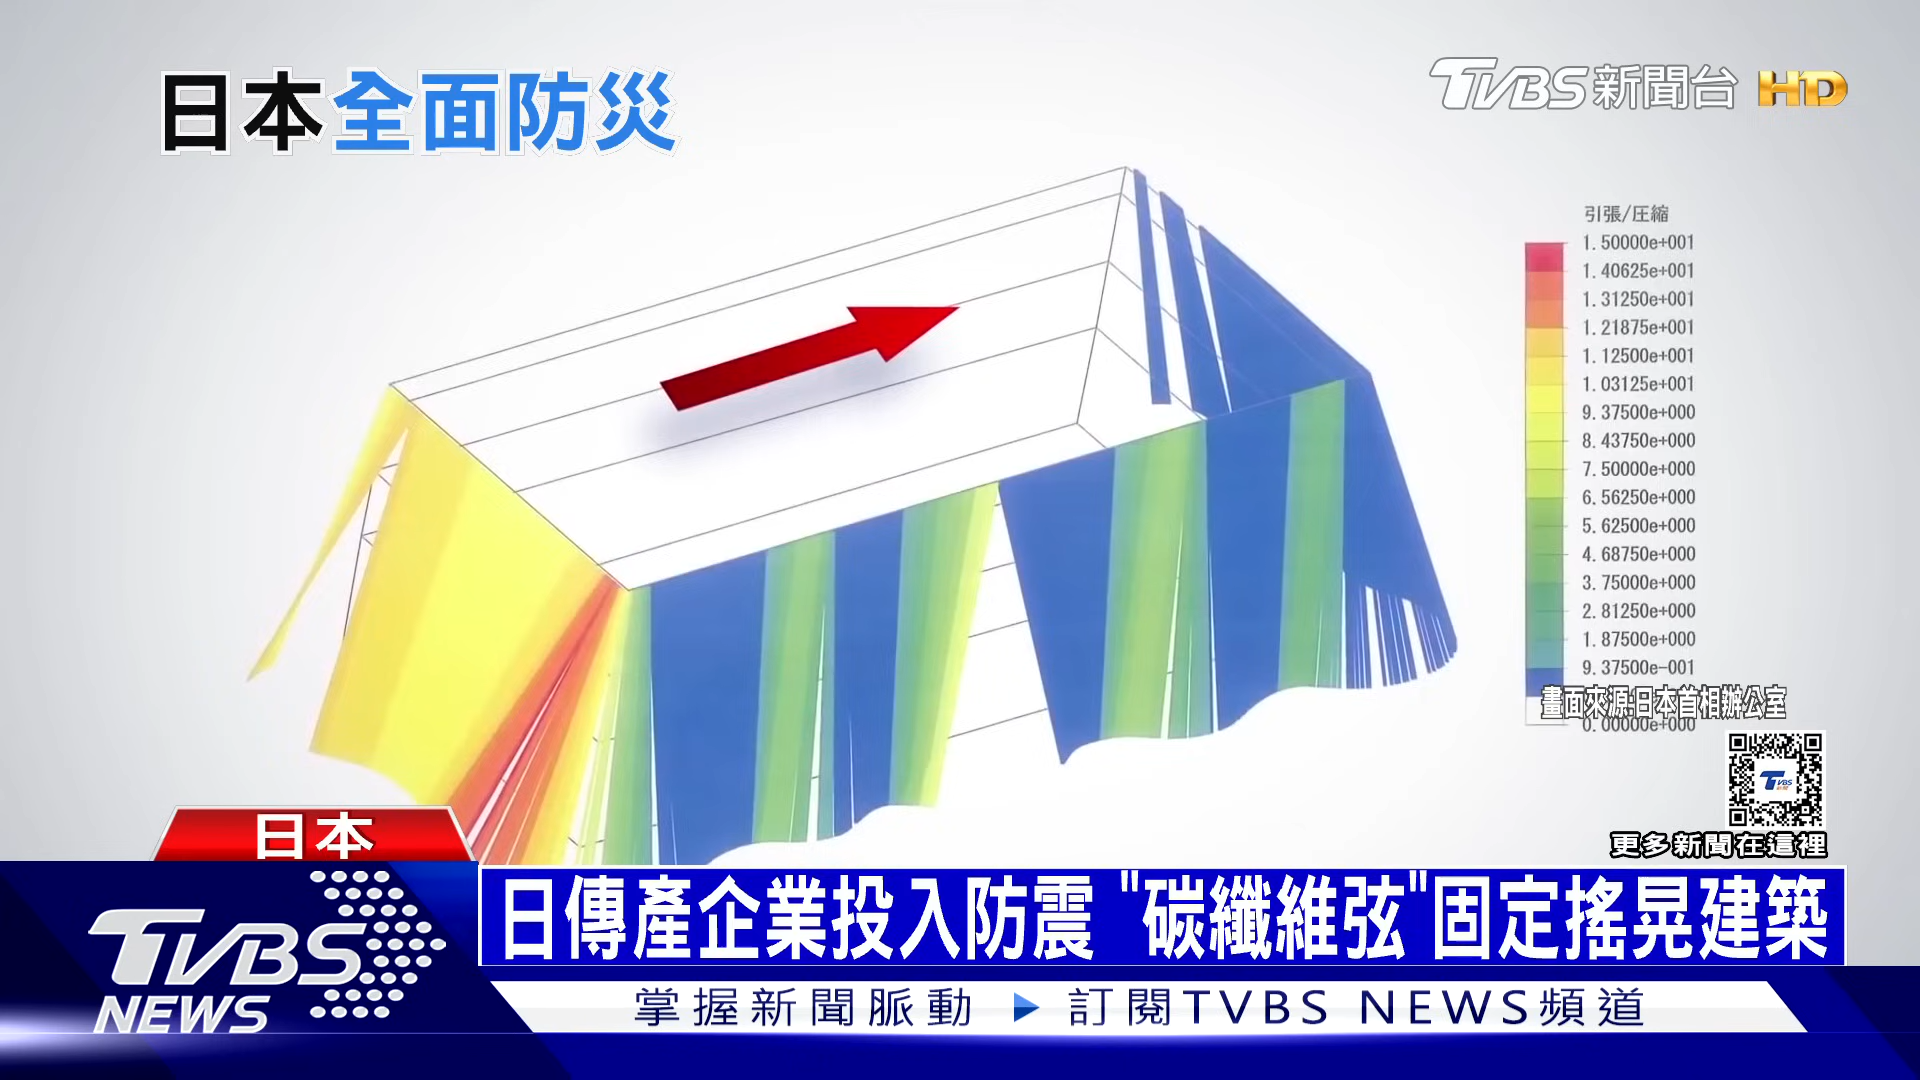 日本全面防災
TVBS新聞台 HD
引張/圧縮
1.50000e+001
1.40625e+001
1.31250e+001
1.21875e+001
1.12500e+001
1.03125e+001
9.37500e+000
8.43750e+000
7.50000e+000
6.56250e+000
5.62500e+000
4.68750e+000
3.75000e+000
2.81250e+000
1.87500e+000
9.37500e-001
畫面來源:日本首相辦公室
0.00000e+000
TVBS
新聞
更多新聞在這裡
日本
日傳產企業投入防震 "碳纖維弦"固定搖晃建築
TVBS
NEWS
掌握新聞脈動 ▶ 訂閱TVBS NEWS頻道